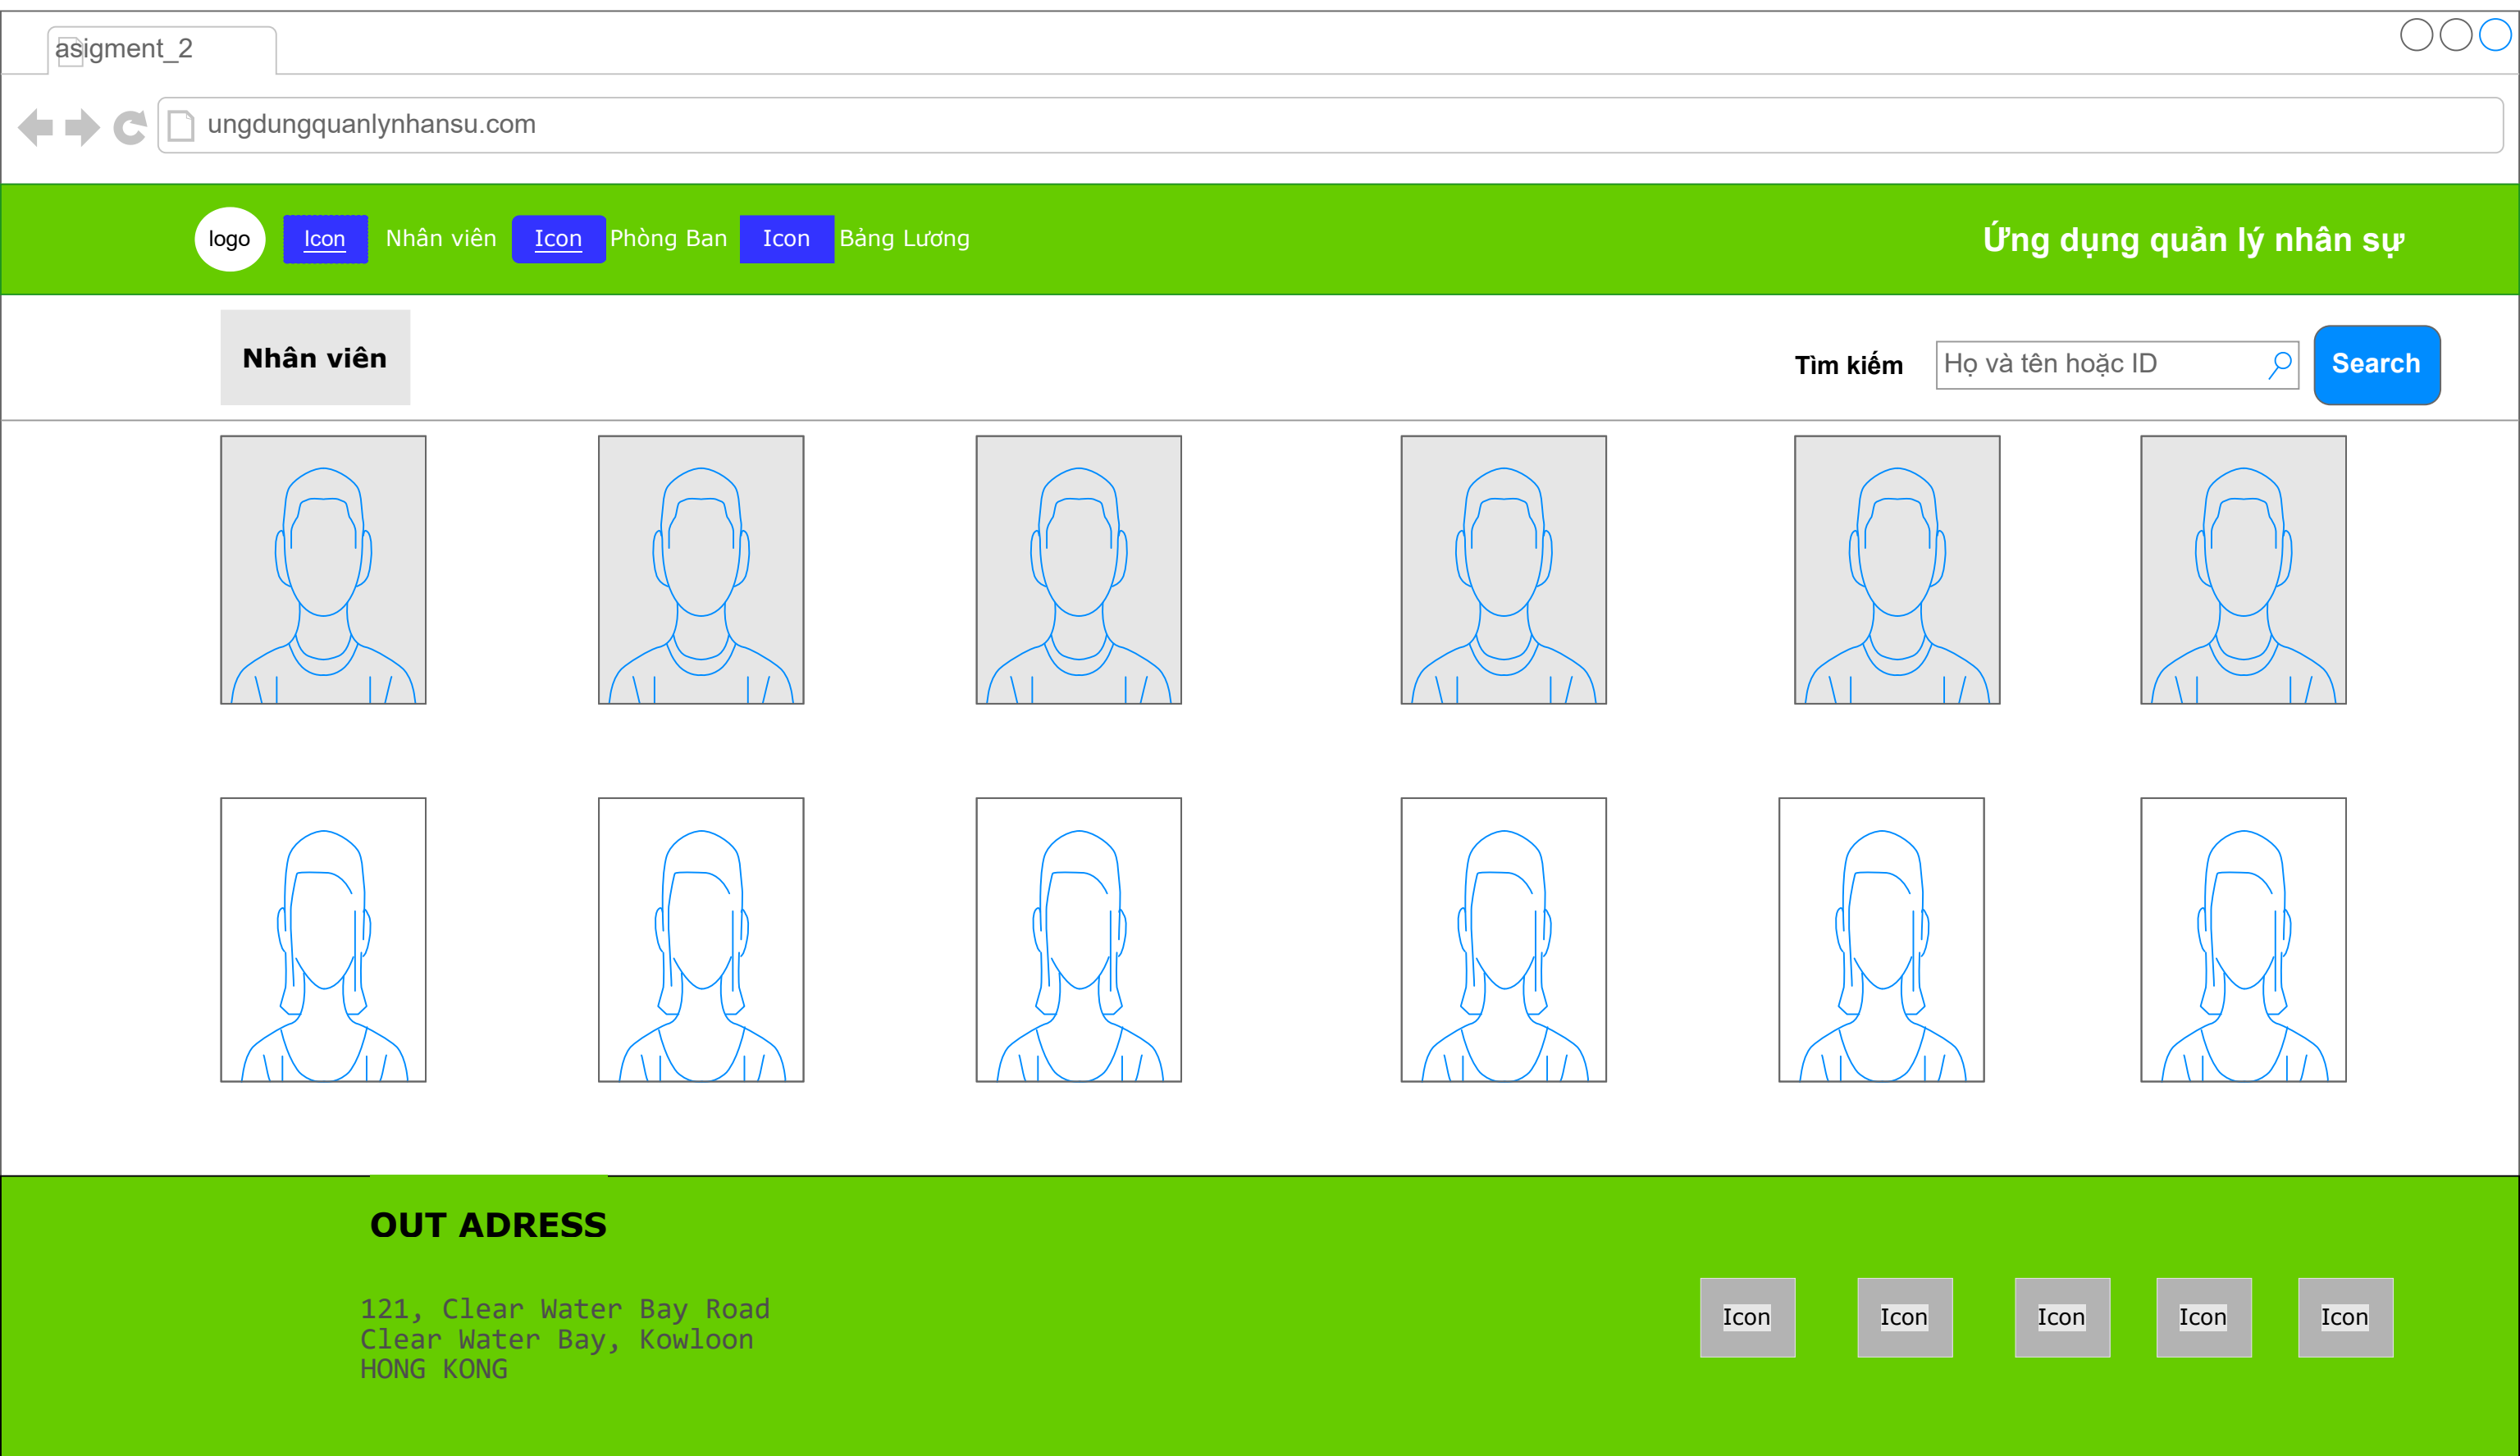 asigment_2
ungdungquanlynhansu.com
logo Icon Nhân viên Icon Phòng Ban Icon Bảng Lương Ứng dụng quản lý nhân sự
Nhân viên Tìm kiếm Họ và tên hoặc ID Search
OUT ADRESS
121, Clear Water Bay Road
Clear Water Bay, Kowloon
HONG KONG
Icon Icon Icon Icon Icon